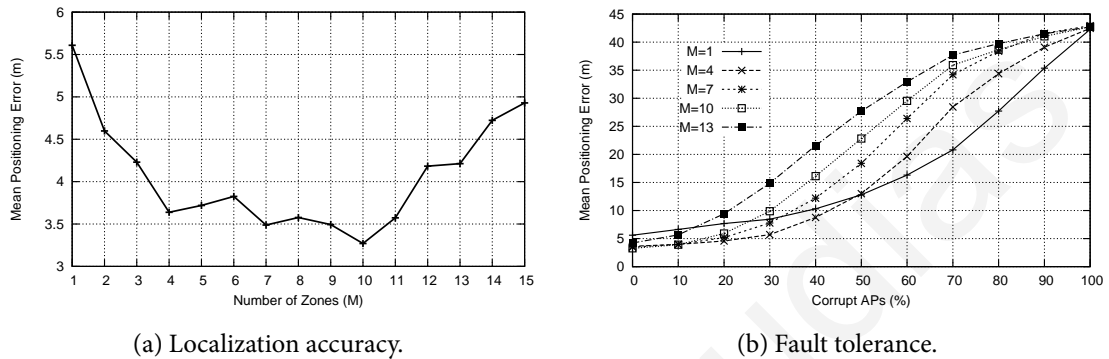 6
5.5
5
4.5
4
3.5
3
Mean Positioning Error (m)
1 2 3 4 5 6 7 8 9 10 11 12 13 14 15
Number of Zones (M)
(a) Localization accuracy.
45
40
35
30
25
20
15
10
5
0
Mean Positioning Error (m)
M=1
M=4
M=7
M=10
M=13
0 10 20 30 40 50 60 70 80 90 100
Corrupt APs (%)
(b) Fault tolerance.